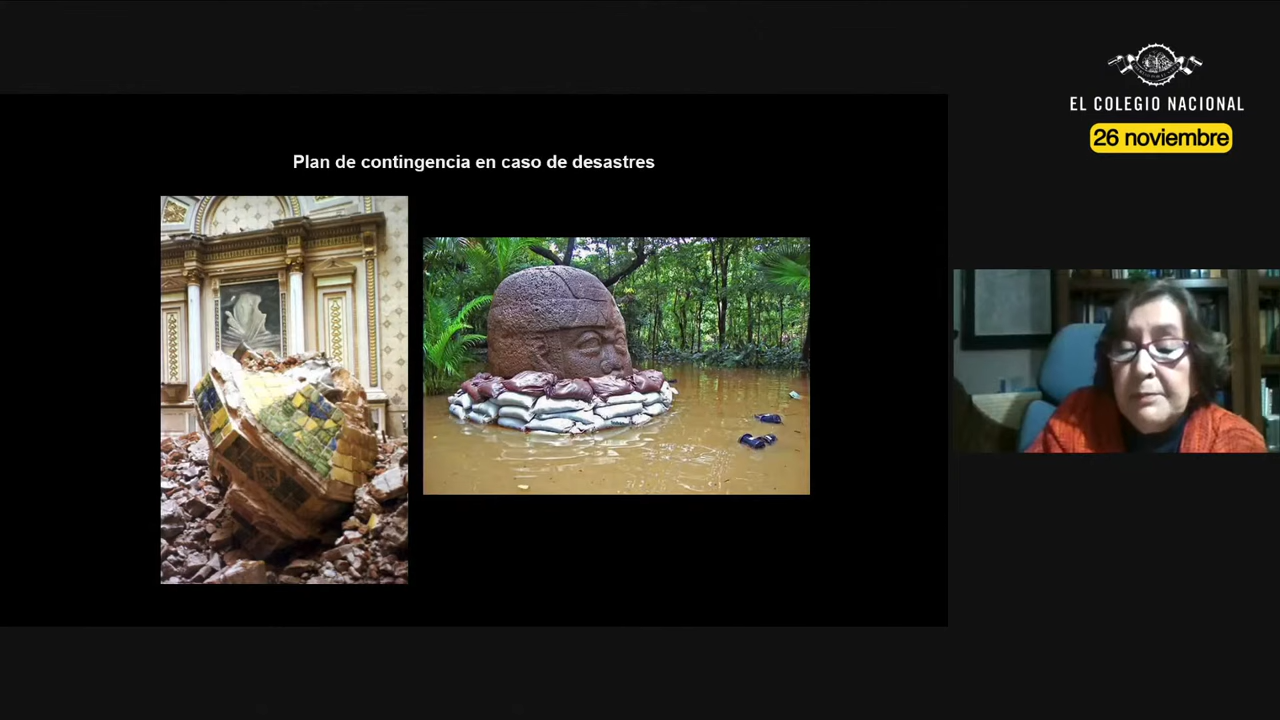 EL COLEGIO NACIONAL
26 noviembre
Plan de contingencia en caso de desastres